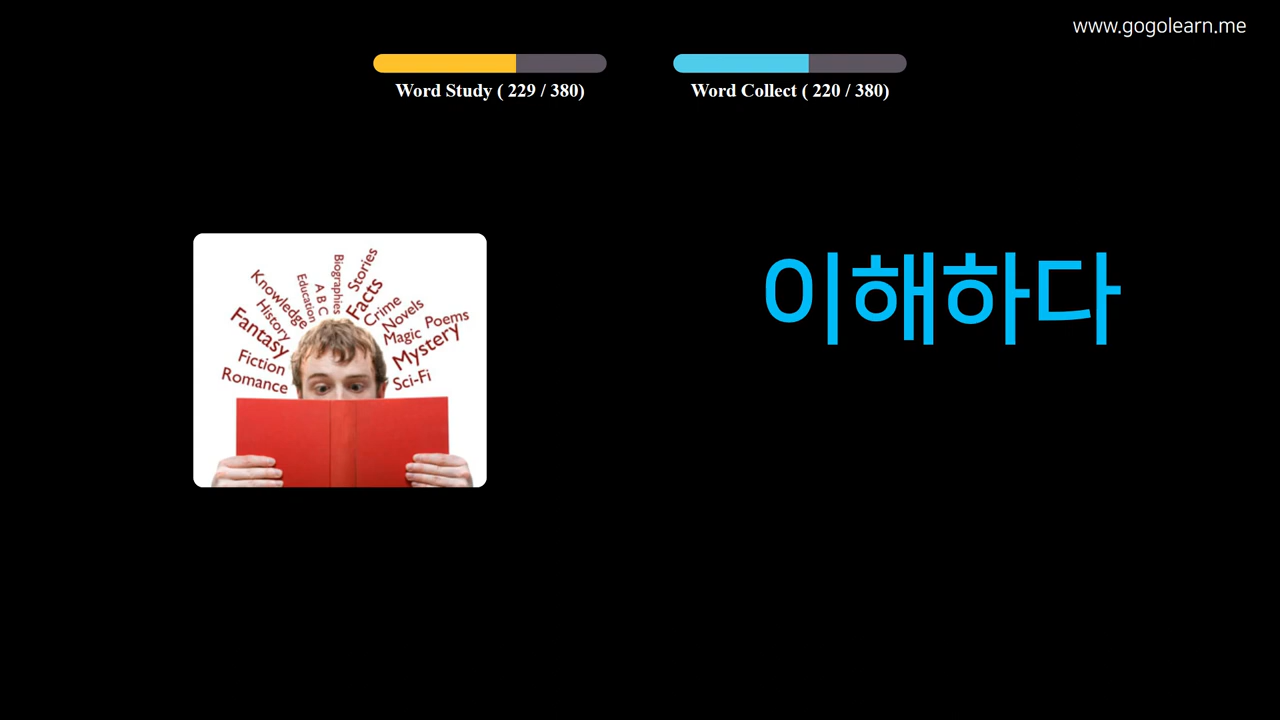 www.gogolearn.me
Word Study ( 229 / 380)
Word Collect ( 220 / 380)
이해하다
Stories
Biographies
Facts
Knowledge
Education
A B C
Crime
History
Novels
Fantasy
Magic
Poems
Mystery
Fiction
Romance
Sci-Fi